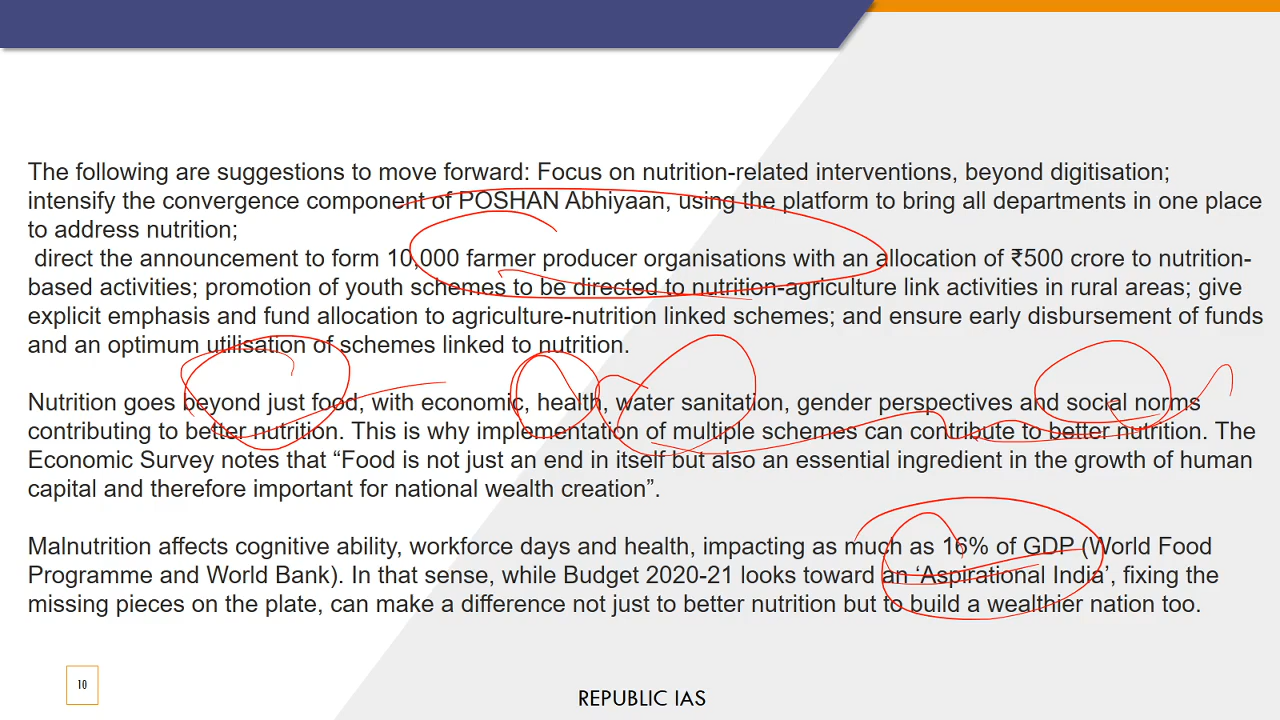 The following are suggestions to move forward: Focus on nutrition-related interventions, beyond digitisation;
intensify the convergence component of POSHAN Abhiyaan, using the platform to bring all departments in one place
to address nutrition;
direct the announcement to form 10,000 farmer producer organisations with an allocation of ₹500 crore to nutrition-
based activities; promotion of youth schemes to be directed to nutrition-agriculture link activities in rural areas; give
explicit emphasis and fund allocation to agriculture-nutrition linked schemes; and ensure early disbursement of funds
and an optimum utilisation of schemes linked to nutrition.
Nutrition goes beyond just food, with economic, health, water sanitation, gender perspectives and social norms
contributing to better nutrition. This is why implementation of multiple schemes can contribute to better nutrition. The
Economic Survey notes that “Food is not just an end in itself but also an essential ingredient in the growth of human
capital and therefore important for national wealth creation”.
Malnutrition affects cognitive ability, workforce days and health, impacting as much as 16% of GDP (World Food
Programme and World Bank). In that sense, while Budget 2020-21 looks toward an ‘Aspirational India’, fixing the
missing pieces on the plate, can make a difference not just to better nutrition but to build a wealthier nation too.
10
REPUBLIC IAS